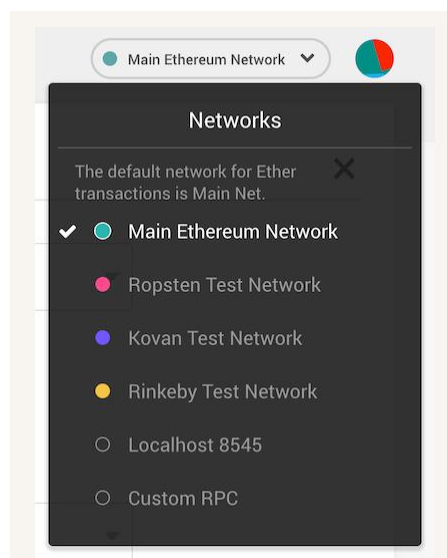 Main Ethereum Network
Networks
The default network for Ether
transactions is Main Net.
Main Ethereum Network
Ropsten Test Network
Kovan Test Network
Rinkeby Test Network
Localhost 8545
Custom RPC